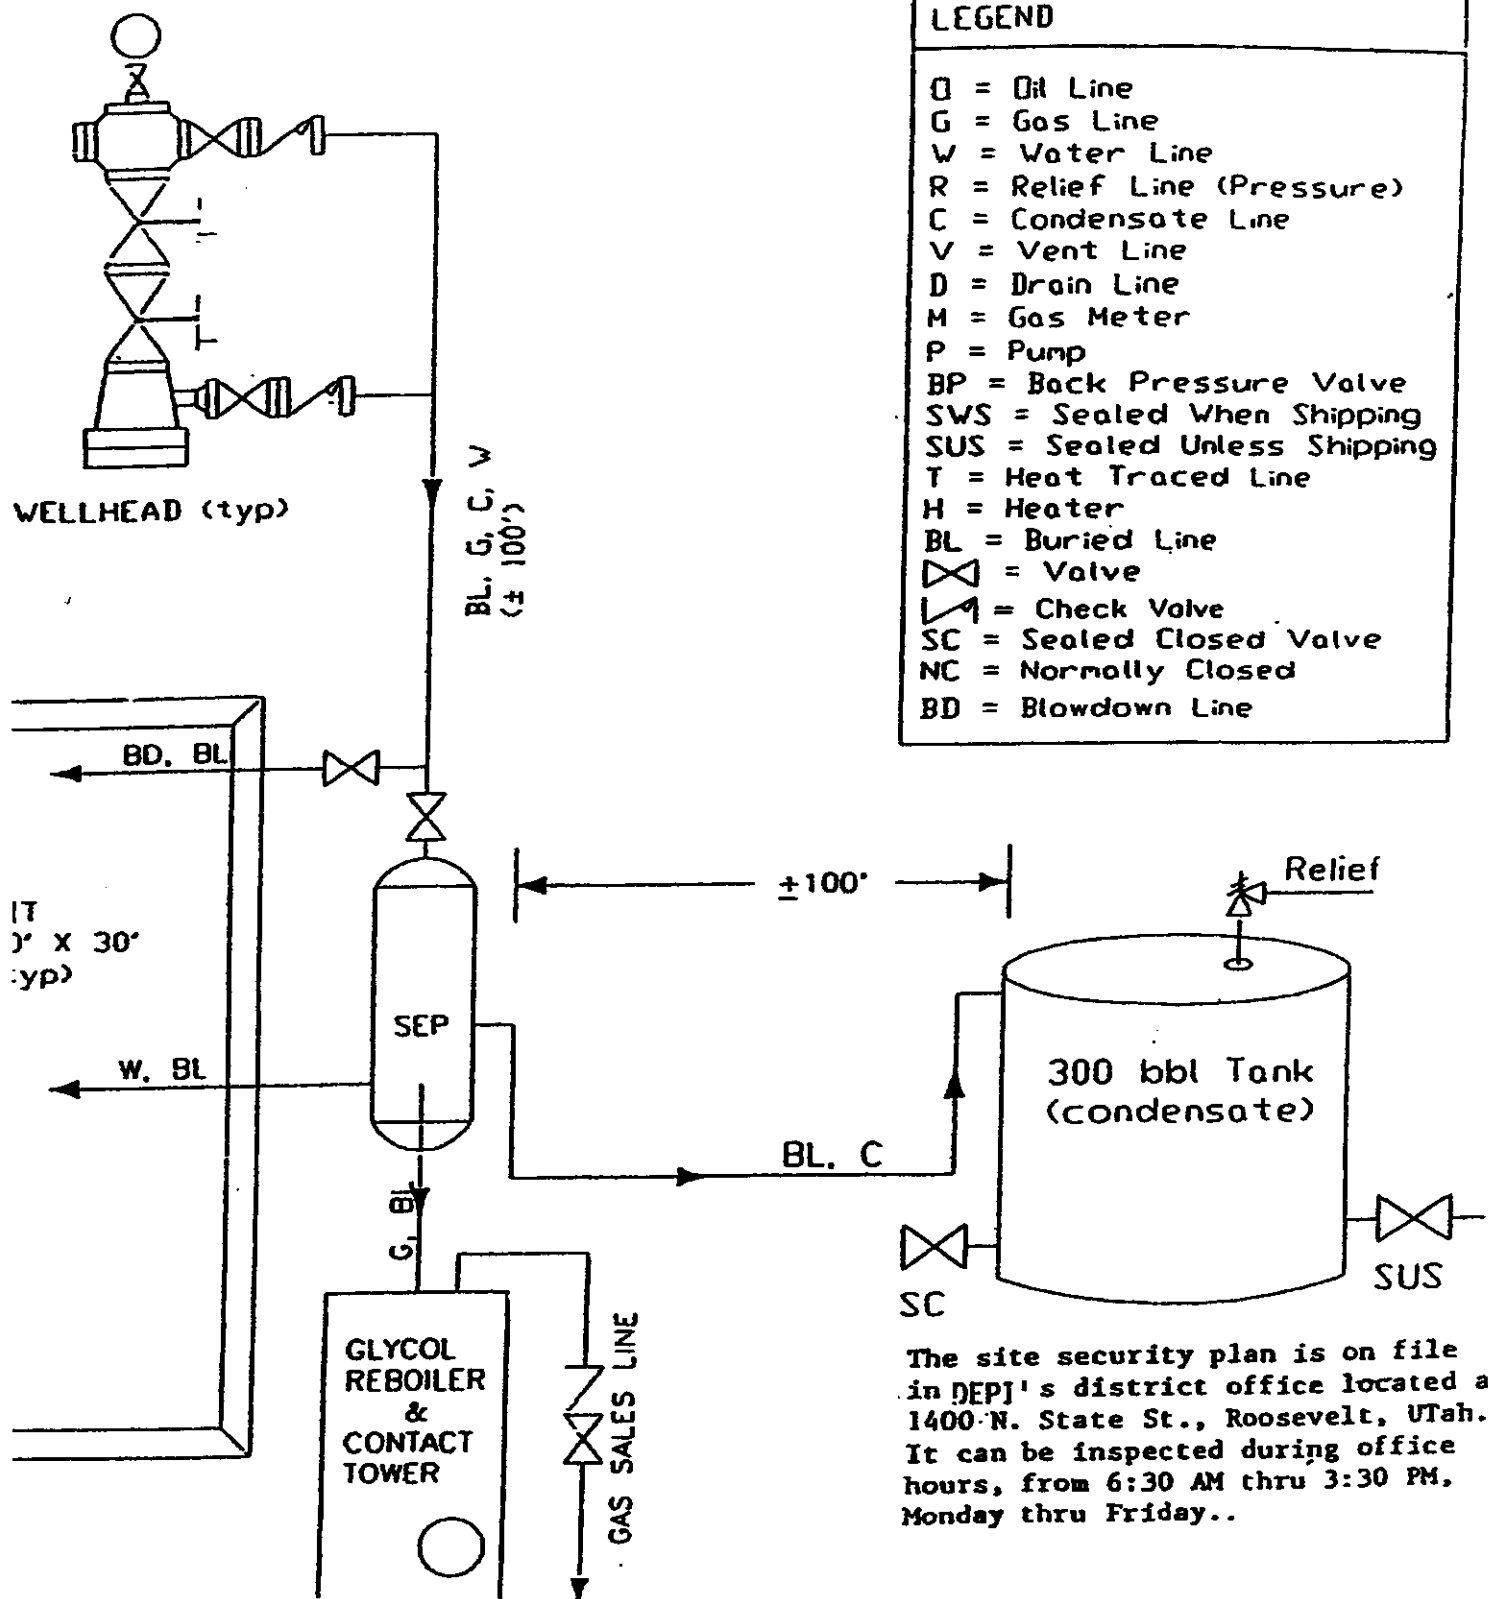 LEGEND
O = Oil Line
G = Gas Line
W = Water Line
R = Relief Line (Pressure)
C = Condensate Line
V = Vent Line
D = Drain Line
M = Gas Meter
P = Pump
BP = Back Pressure Valve
SWS = Sealed When Shipping
SUS = Sealed Unless Shipping
T = Heat Traced Line
H = Heater
BL = Buried Line
= Valve
= Check Valve
SC = Sealed Closed Valve
NC = Normally Closed
BD = Blowdown Line
WELLHEAD (typ)
BL, G, C, W
(± 100')
BD, BL
±100'
Relief
X 30'
SEP
W, BL
300 bbl Tank
(condensate)
BL, C
G, BL
SC
SUS
GLYCOL
REBOILER
&
CONTACT
TOWER
GAS SALES LINE
The site security plan is on file
in DEPI's district office located a
1400 N. State St., Roosevelt, UTah.
It can be inspected during office
hours, from 6:30 AM thru 3:30 PM,
Monday thru Friday..